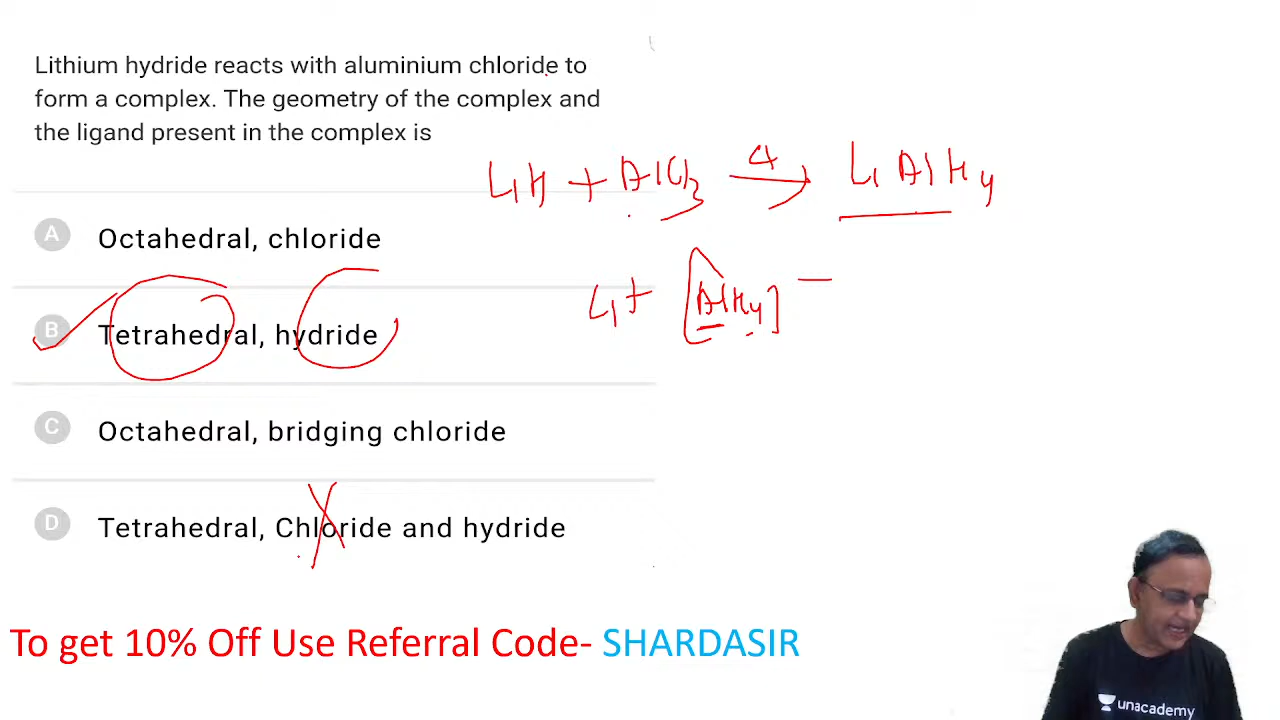 Lithium hydride reacts with aluminium chloride to
form a complex. The geometry of the complex and
the ligand present in the complex is
LiH + AlCl3 → LiAlH4
Li+ [AlH4]−
A Octahedral, chloride
B Tetrahedral, hydride
C Octahedral, bridging chloride
D Tetrahedral, Chloride and hydride
To get 10% Off Use Referral Code- SHARDASIR
unacademy